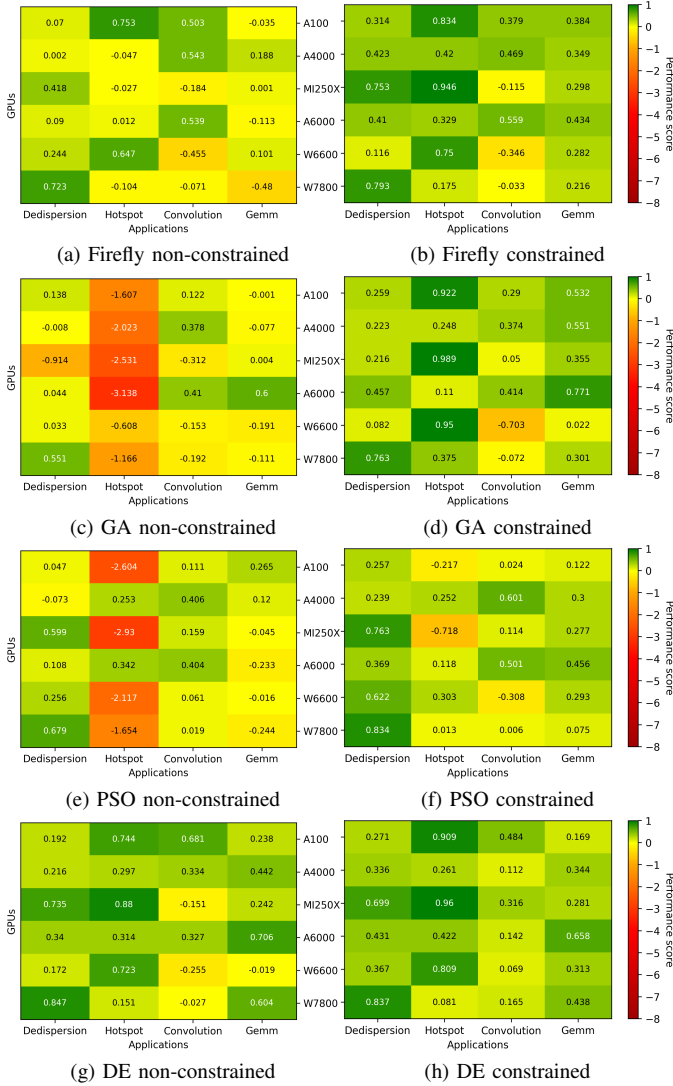 0.07 0.753 0.503 -0.035 A100 0.314 0.834 0.379 0.384 1
0.002 -0.047 0.543 0.188 A4000 0.423 0.42 0.469 0.349 0
0.418 -0.027 -0.184 0.001 MI250X 0.753 0.946 -0.115 0.298 −1
0.09 0.012 0.539 -0.113 A6000 0.41 0.329 0.559 0.434 −2
0.244 0.647 -0.455 0.101 W6600 0.116 0.75 -0.346 0.282 −3
0.723 -0.104 -0.071 -0.48 W7800 0.793 0.175 -0.033 0.216 −4
GPUs −5
Performance score −6
−7
−8
Dedispersion Hotspot Convolution Gemm Dedispersion Hotspot Convolution Gemm
Applications Applications
(a) Firefly non-constrained (b) Firefly constrained
0.138 -1.607 0.122 -0.001 A100 0.259 0.922 0.29 0.532 1
-0.008 -2.023 0.378 -0.077 A4000 0.223 0.248 0.374 0.551 0
-0.914 -2.531 -0.312 0.004 MI250X 0.216 0.989 0.05 0.355 −1
0.044 -3.138 0.41 0.6 A6000 0.457 0.11 0.414 0.771 −2
0.033 -0.608 -0.153 -0.191 W6600 0.082 0.95 -0.703 0.022 −3
0.551 -1.166 -0.192 -0.111 W7800 0.763 0.375 -0.072 0.301 −4
GPUs −5
Performance score −6
−7
−8
Dedispersion Hotspot Convolution Gemm Dedispersion Hotspot Convolution Gemm
Applications Applications
(c) GA non-constrained (d) GA constrained
0.047 -2.604 0.111 0.265 A100 0.257 -0.217 0.024 0.122 1
-0.073 0.253 0.406 0.12 A4000 0.239 0.252 0.601 0.3 0
0.599 -2.93 0.159 -0.045 MI250X 0.763 -0.718 0.114 0.277 −1
0.108 0.342 0.404 -0.233 A6000 0.369 0.118 0.501 0.456 −2
0.256 -2.117 0.061 -0.016 W6600 0.622 0.303 -0.308 0.293 −3
0.679 -1.654 0.019 -0.244 W7800 0.834 0.013 0.006 0.075 −4
GPUs −5
Performance score −6
−7
−8
Dedispersion Hotspot Convolution Gemm Dedispersion Hotspot Convolution Gemm
Applications Applications
(e) PSO non-constrained (f) PSO constrained
0.192 0.744 0.681 0.238 A100 0.271 0.909 0.484 0.169 1
0.216 0.297 0.334 0.442 A4000 0.336 0.261 0.112 0.344 0
0.735 0.88 -0.151 0.242 MI250X 0.699 0.96 0.316 0.281 −1
0.34 0.314 0.327 0.706 A6000 0.431 0.422 0.142 0.658 −2
0.172 0.723 -0.255 -0.019 W6600 0.367 0.809 0.069 0.313 −3
0.847 0.151 -0.027 0.604 W7800 0.837 0.081 0.165 0.438 −4
GPUs −5
Performance score −6
−7
−8
Dedispersion Hotspot Convolution Gemm Dedispersion Hotspot Convolution Gemm
Applications Applications
(g) DE non-constrained (h) DE constrained